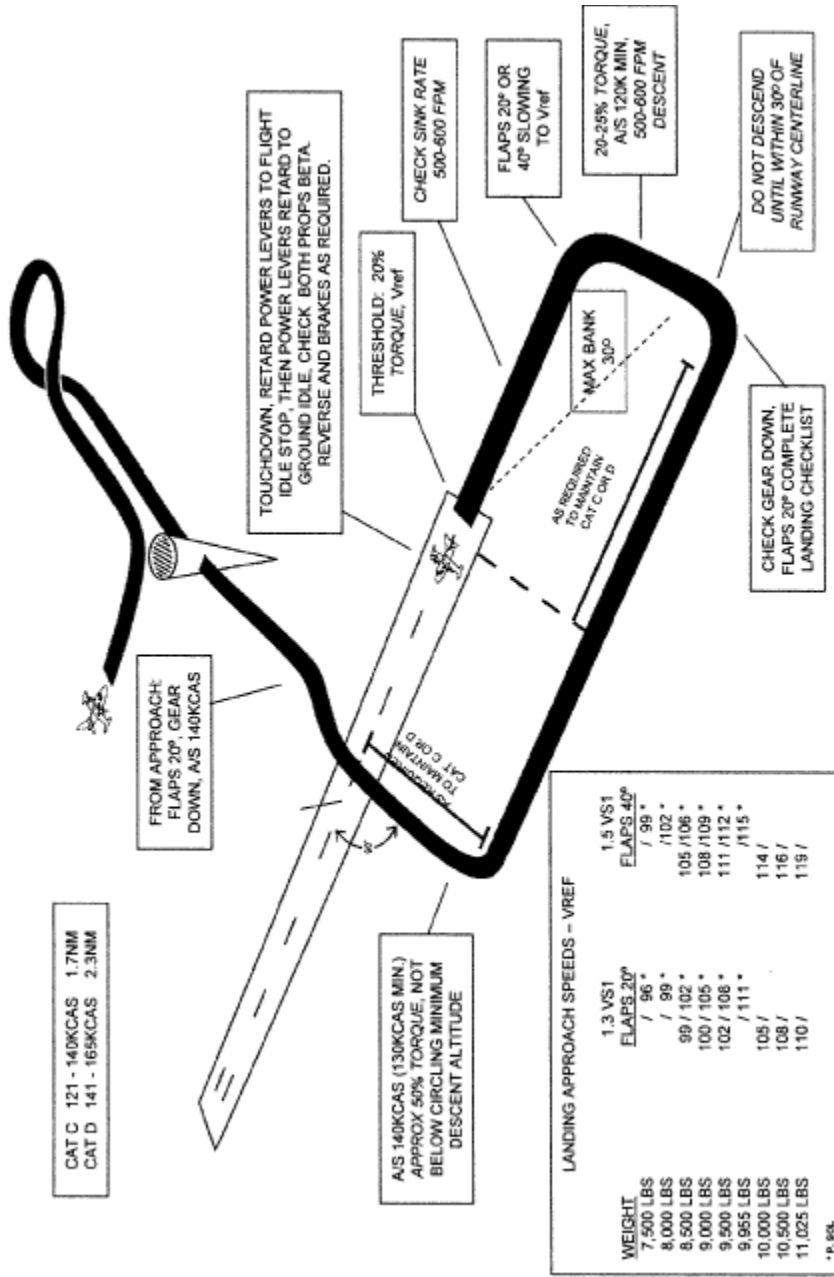 CAT C 121 - 140KCAS 1.7NM
CAT D 141 - 165KCAS 2.3NM
FROM APPROACH:
FLAPS 20º, GEAR
DOWN, A/S 140KCAS
TOUCHDOWN, RETARD POWER LEVERS TO FLIGHT
IDLE STOP, THEN POWER LEVERS RETARD TO
GROUND IDLE, CHECK BOTH PROPS BETA.
REVERSE AND BRAKES AS REQUIRED.
THRESHOLD: 20%
TORQUE, Vref
CHECK SINK RATE
500-600 FPM
FLAPS 20º OR
40º SLOWING
TO Vref
20-25% TORQUE,
A/S 120K MIN,
500-600 FPM
DESCENT
DO NOT DESCEND
UNTIL WITHIN 30º OF
RUNWAY CENTERLINE
MAX BANK
30º
AS REQUIRED
TO MAINTAIN
CAT C OR D
CHECK GEAR DOWN,
FLAPS 20º COMPLETE
LANDING CHECKLIST
AS REQUIRED
TO MAINTAIN
CAT C OR D
A/S 140KCAS (130KCAS MIN.)
APPROX 50% TORQUE, NOT
BELOW CIRCLING MINIMUM
DESCENT ALTITUDE
LANDING APPROACH SPEEDS – VREF
1.3 VS1 1.5 VS1
WEIGHT FLAPS 20º FLAPS 40º
7,500 LBS / 96 * / 99 *
8,000 LBS / 99 * /102 *
8,500 LBS 99 / 102 * 105 /106 *
9,000 LBS 100 / 105 * 108 /109 *
9,500 LBS 102 / 108 * 111 /112 *
9,955 LBS / 111 * /115 *
10,000 LBS 105 / 114 /
10,500 LBS 108 / 116 /
11,025 LBS 110 / 119 /